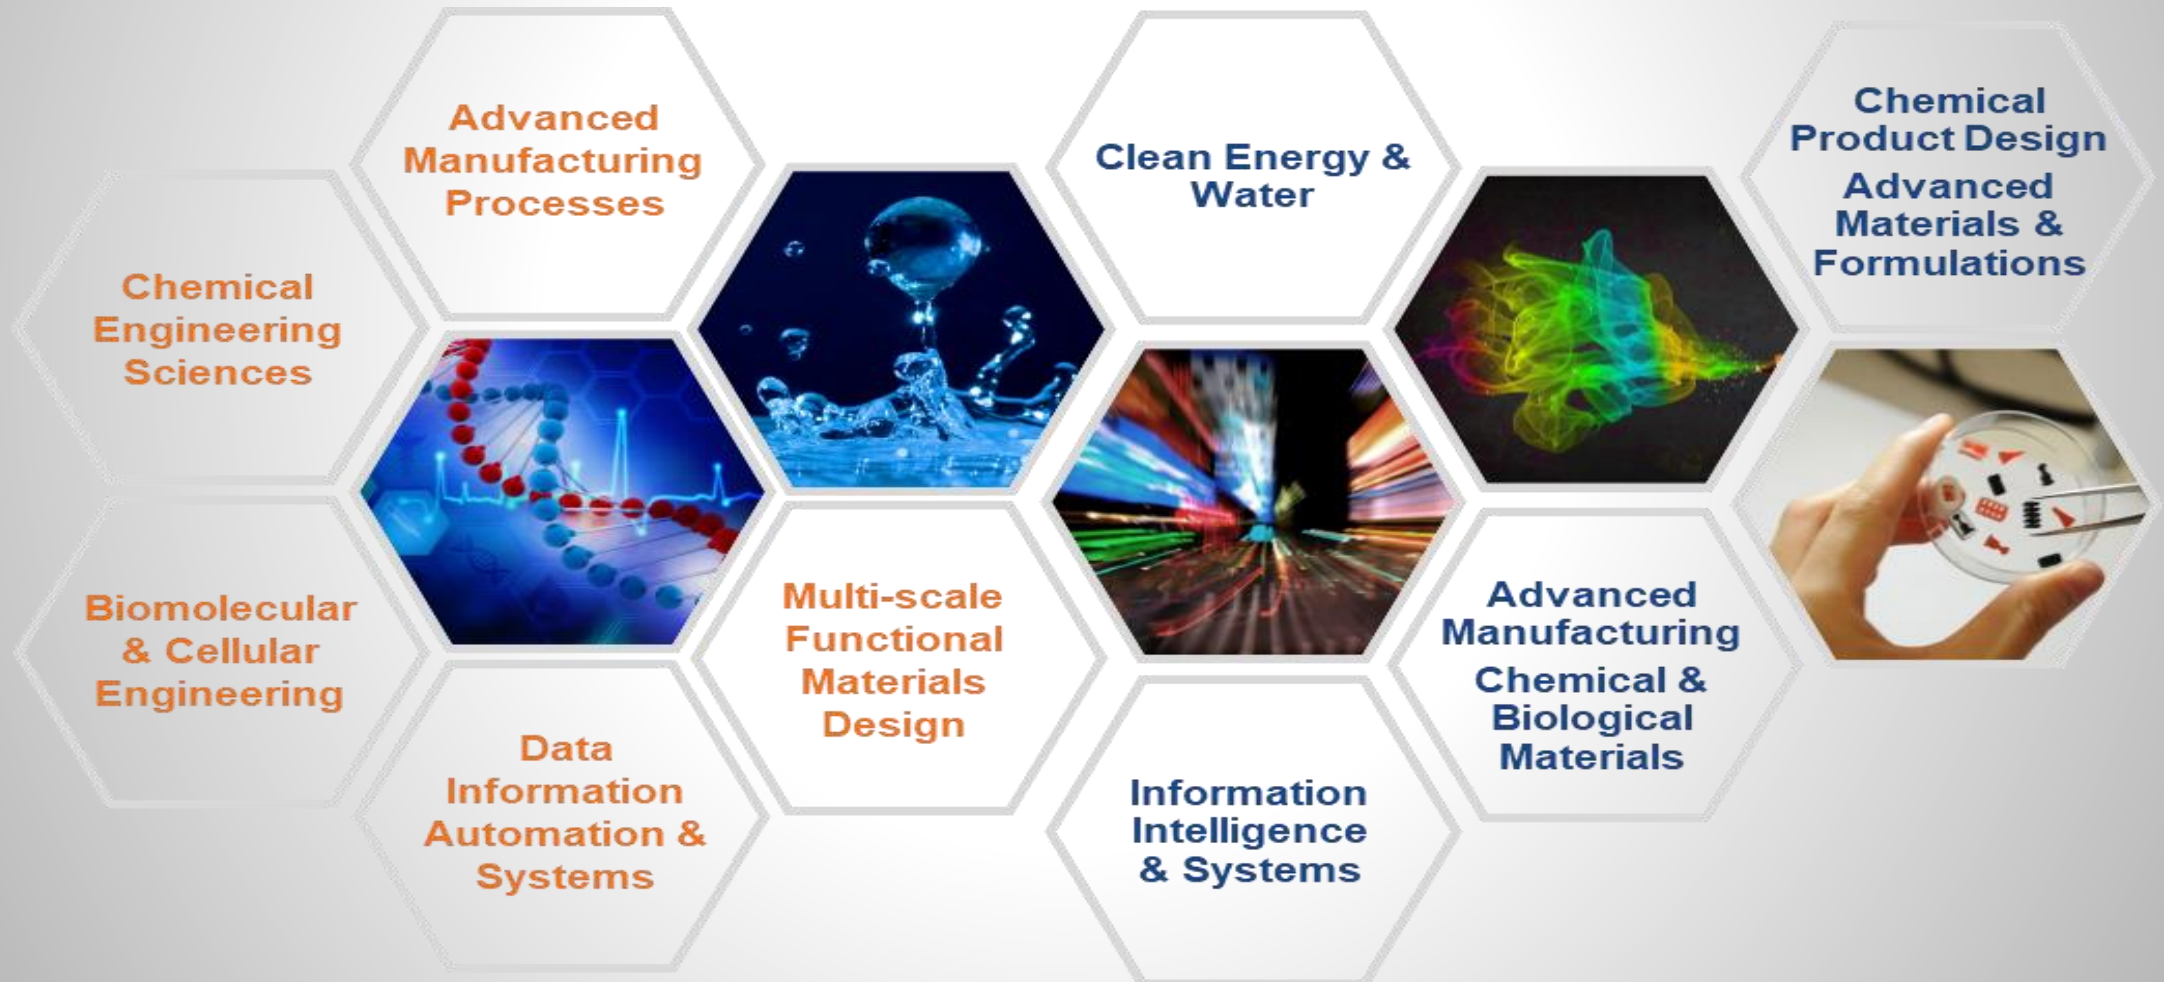 Advanced
Manufacturing
Processes
Chemical
Engineering
Sciences
Biomolecular
& Cellular
Engineering
Data
Information
Automation &
Systems
Multi-scale
Functional
Materials
Design
Clean Energy &
Water
Information
Intelligence
& Systems
Advanced
Manufacturing
Chemical &
Biological
Materials
Chemical
Product Design
Advanced
Materials &
Formulations